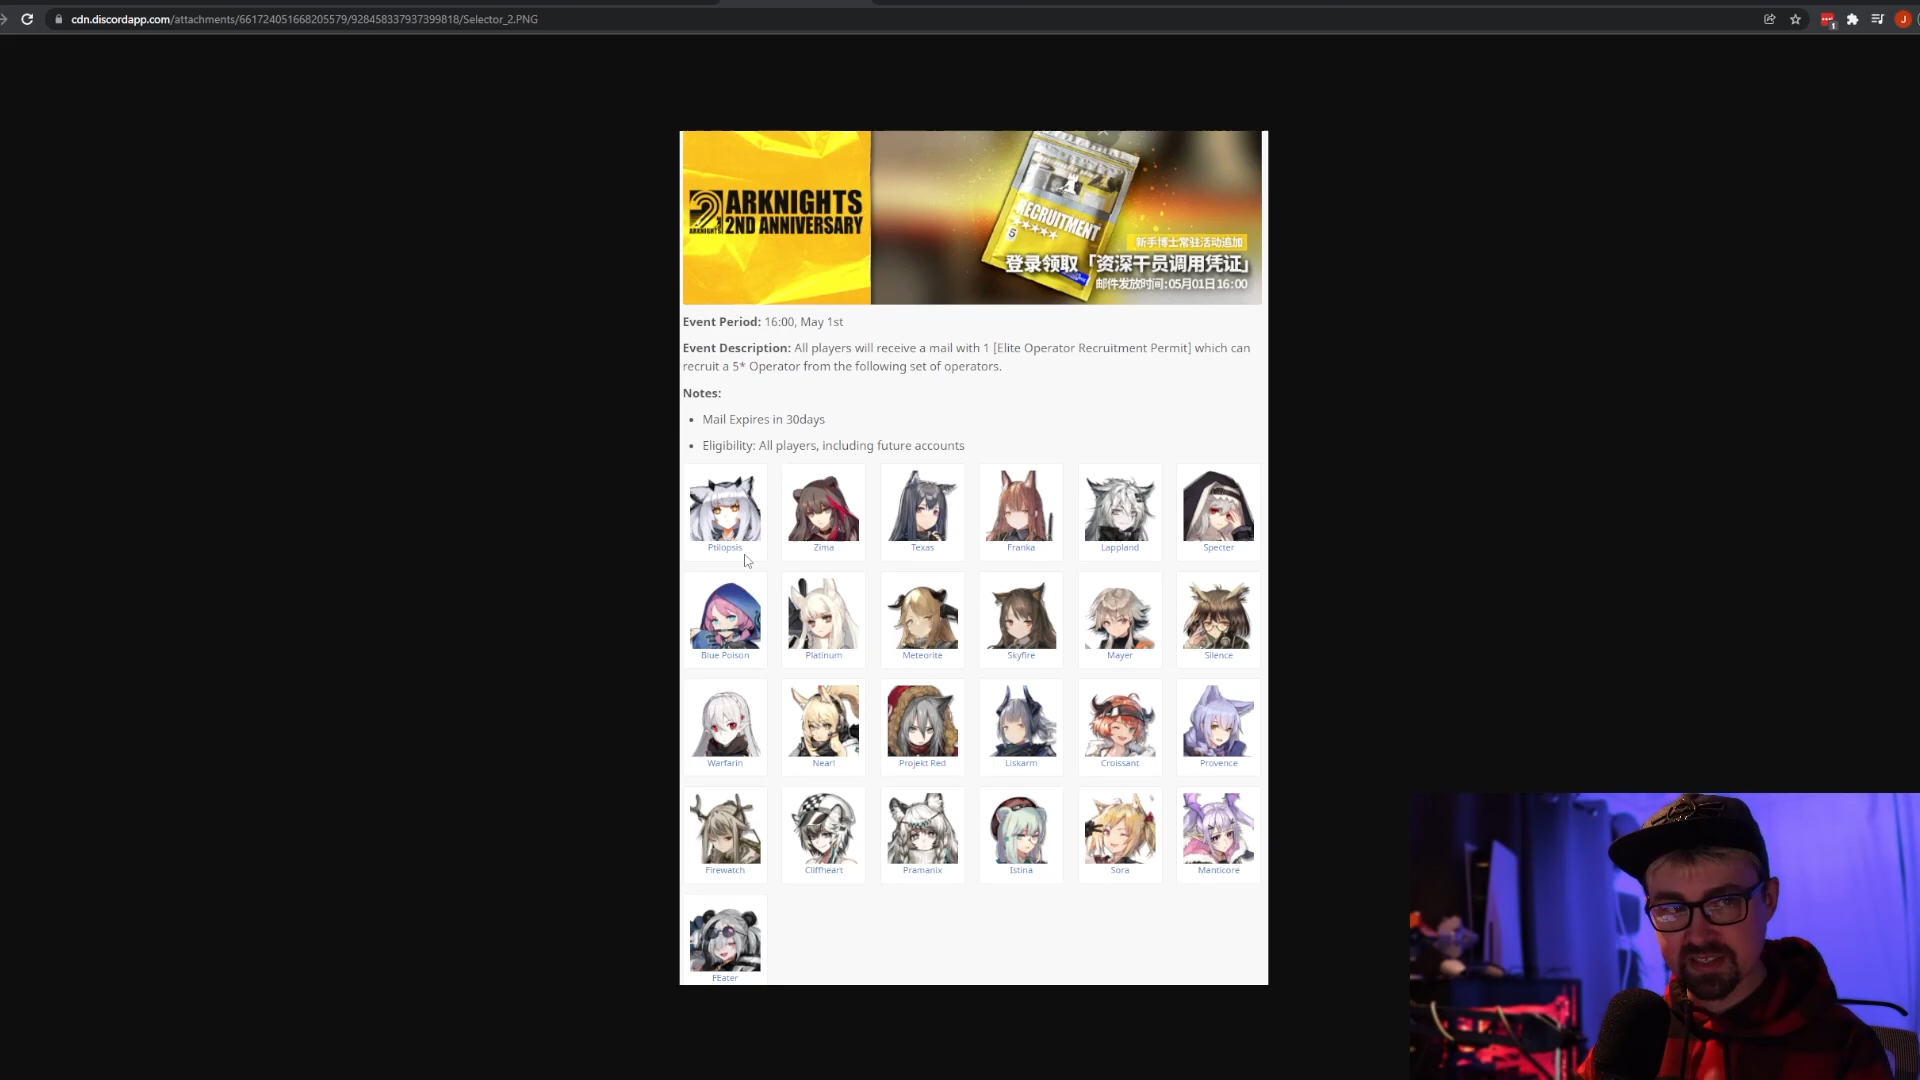 cdn.discordapp.com/attachments/661724051668205579/928458337937399818/Selector_2.PNG
1
J
ARKNIGHTS
2ND ANNIVERSARY
RECRUITMENT
★★★★★
5
新手博士常驻活动追加
登录领取「资深干员调用凭证」
邮件发放时间:05月01日16:00
Event Period: 16:00, May 1st
Event Description: All players will receive a mail with 1 [Elite Operator Recruitment Permit] which can
recruit a 5* Operator from the following set of operators.
Notes:
• Mail Expires in 30days
• Eligibility: All players, including future accounts
Ptilopsis Zima Texas Franka Lappland Specter
Blue Poison Platinum Meteorite Skyfire Mayer Silence
Warfarin Nearl Projekt Red Liskarm Croissant Provence
Firewatch Cliffheart Pramanix Istina Sora Manticore
FEater